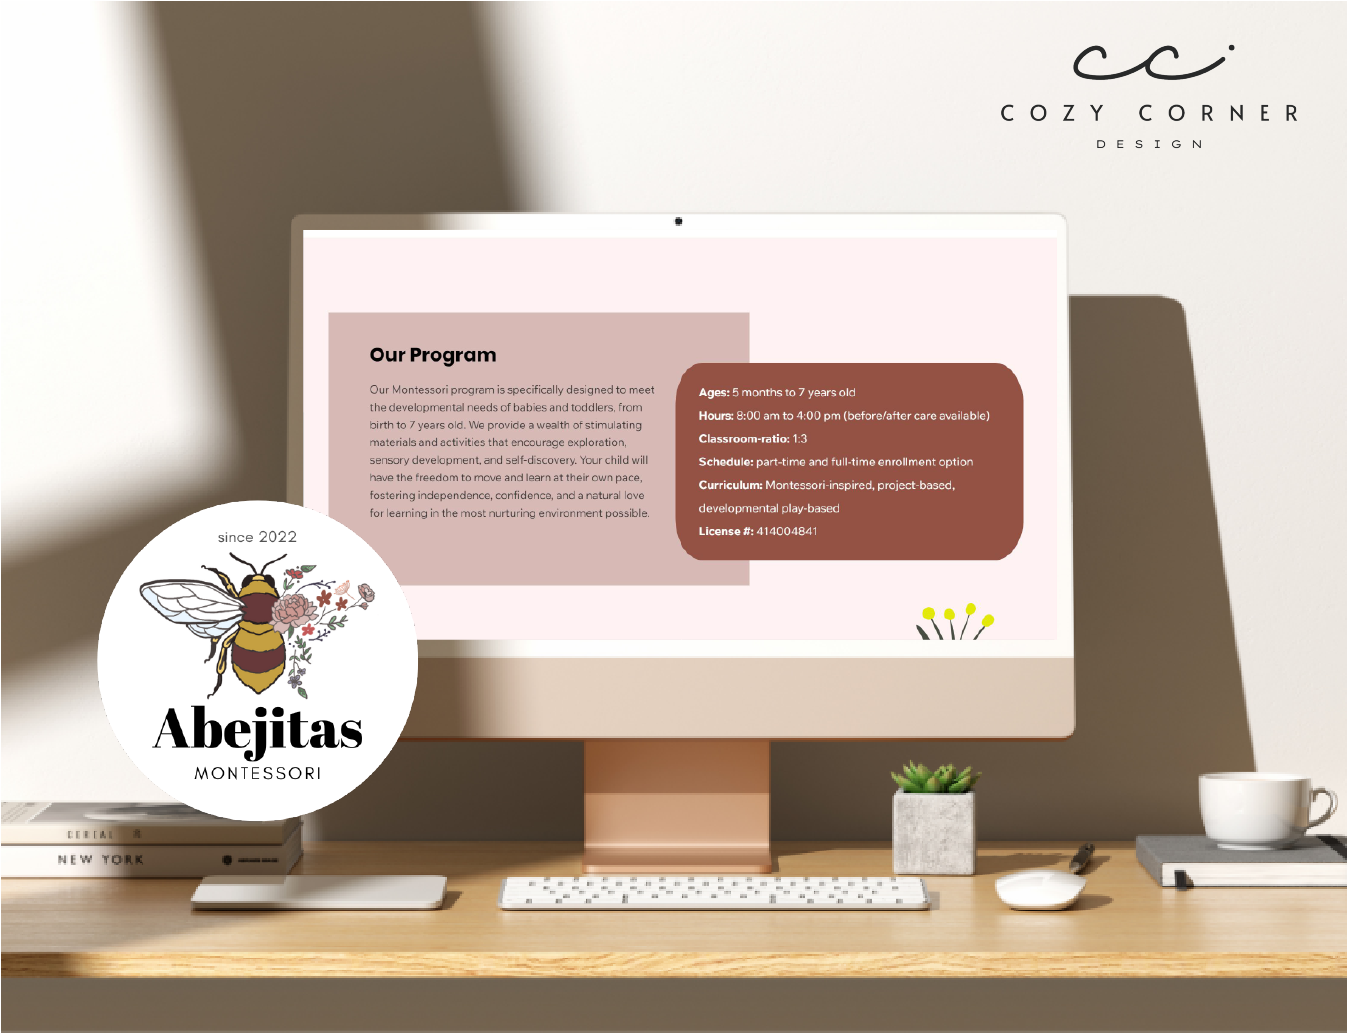 cci
COZY CORNER
DESIGN
Our Program
Our Montessori program is specifically designed to meet
the developmental needs of babies and toddlers, from
birth to 7 years old. We provide a wealth of stimulating
materials and activities that encourage exploration,
sensory development, and self-discovery. Your child will
have the freedom to move and learn at their own pace,
fostering independence, confidence, and a natural love
for learning in the most nurturing environment possible.
Ages: 5 months to 7 years old
Hours: 8:00 am to 4:00 pm (before/after care available)
Classroom-ratio: 1:3
Schedule: part-time and full-time enrollment option
Curriculum: Montessori-inspired, project-based,
developmental play-based
License #: 414004841
since 2022
Abejitas
MONTESSORI
CEREAL
NEW YORK